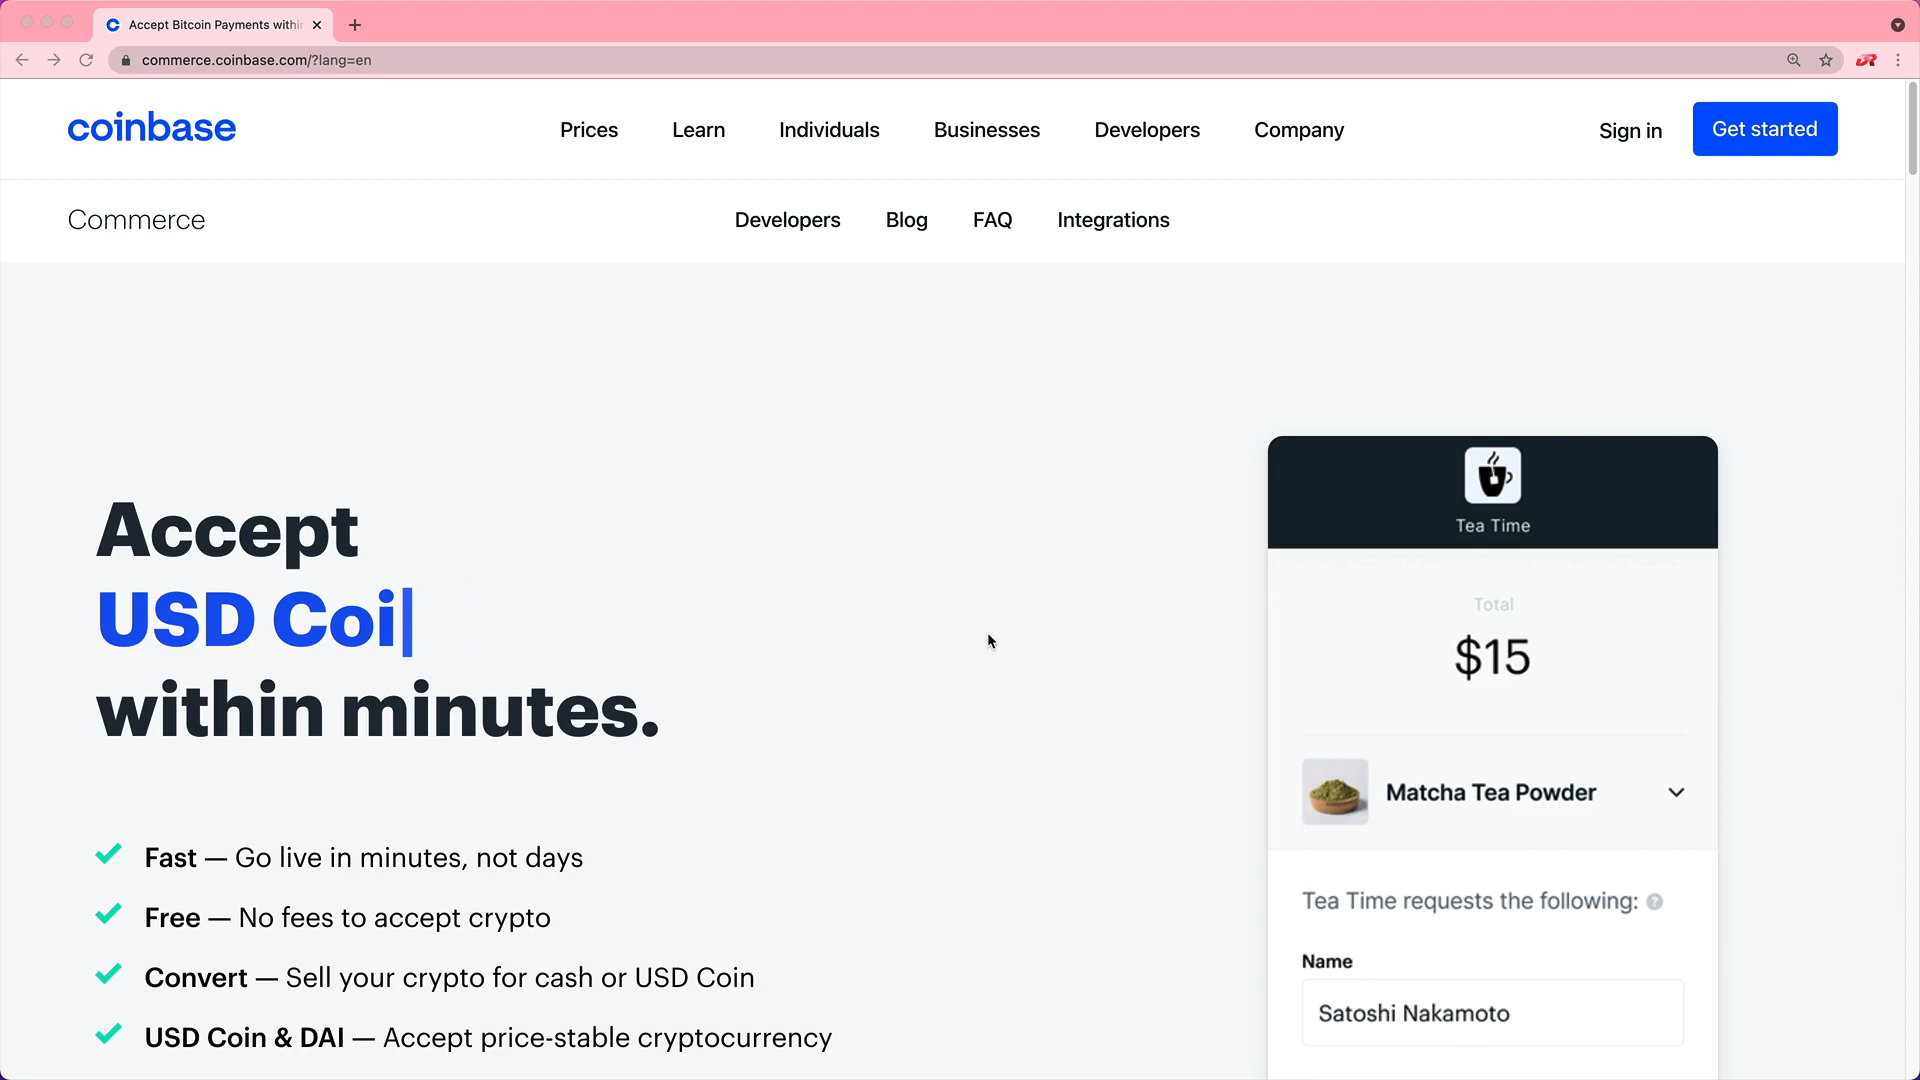 Accept Bitcoin Payments withi
commerce.coinbase.com/?lang=en
coinbase
Prices
Learn
Individuals
Businesses
Developers
Company
Sign in
Get started
Commerce
Developers
Blog
FAQ
Integrations
Accept
USD Coi
within minutes.
Fast — Go live in minutes, not days
Free — No fees to accept crypto
Convert — Sell your crypto for cash or USD Coin
USD Coin & DAI — Accept price-stable cryptocurrency
Tea Time
Total
$15
Matcha Tea Powder
Tea Time requests the following: ?
Name
Satoshi Nakamoto